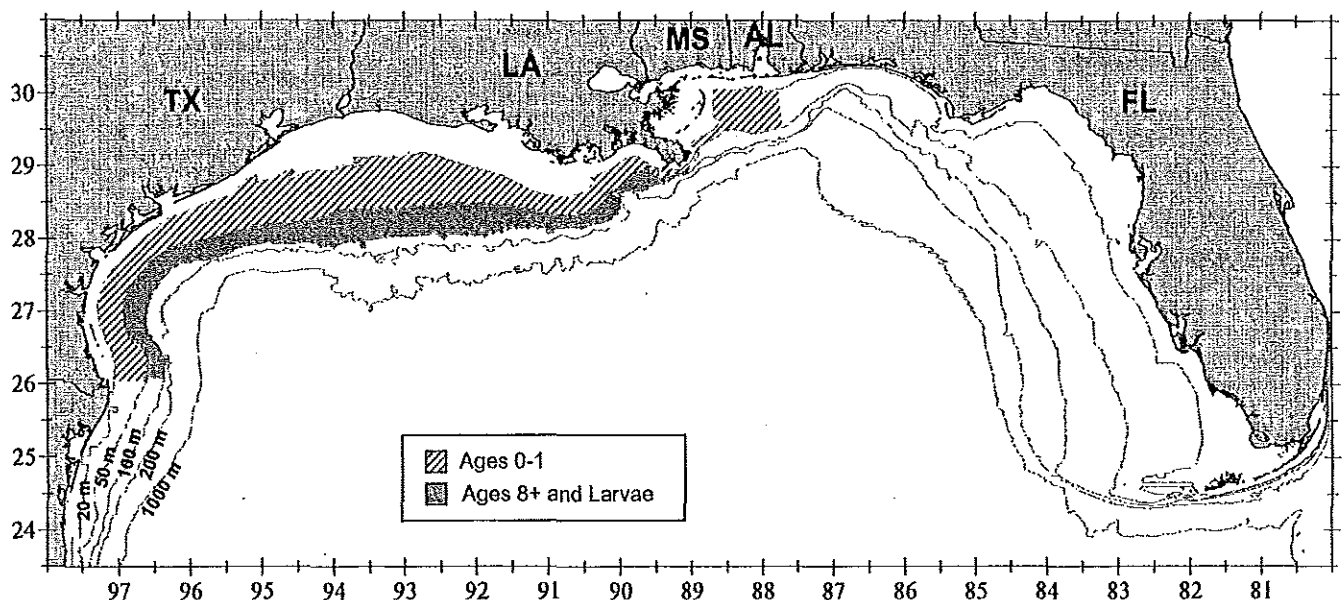 MS AL
LA
TX
FL
30
29
28
27
26
25
24
20 m
50 m
100 m
200 m
1000 m
Ages 0-1
Ages 8+ and Larvae
97 96 95 94 93 92 91 90 89 88 87 86 85 84 83 82 81